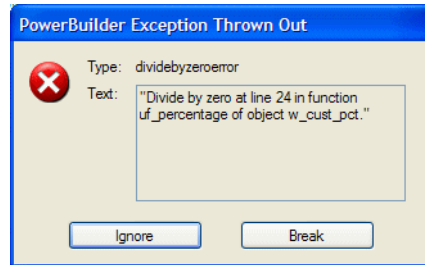 PowerBuilder Exception Thrown Out
Type: dividebyzeroerror
Text: "Divide by zero at line 24 in function
uf_percentage of object w_cust_pct."
Ignore Break